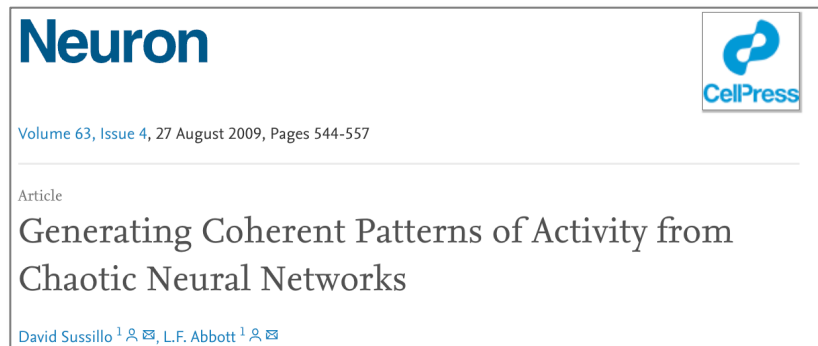 Neuron
CellPress
Volume 63, Issue 4, 27 August 2009, Pages 544-557
Article
Generating Coherent Patterns of Activity from
Chaotic Neural Networks
David Sussillo 1, L.F. Abbott 1